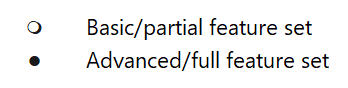 ❍ Basic/partial feature set
● Advanced/full feature set